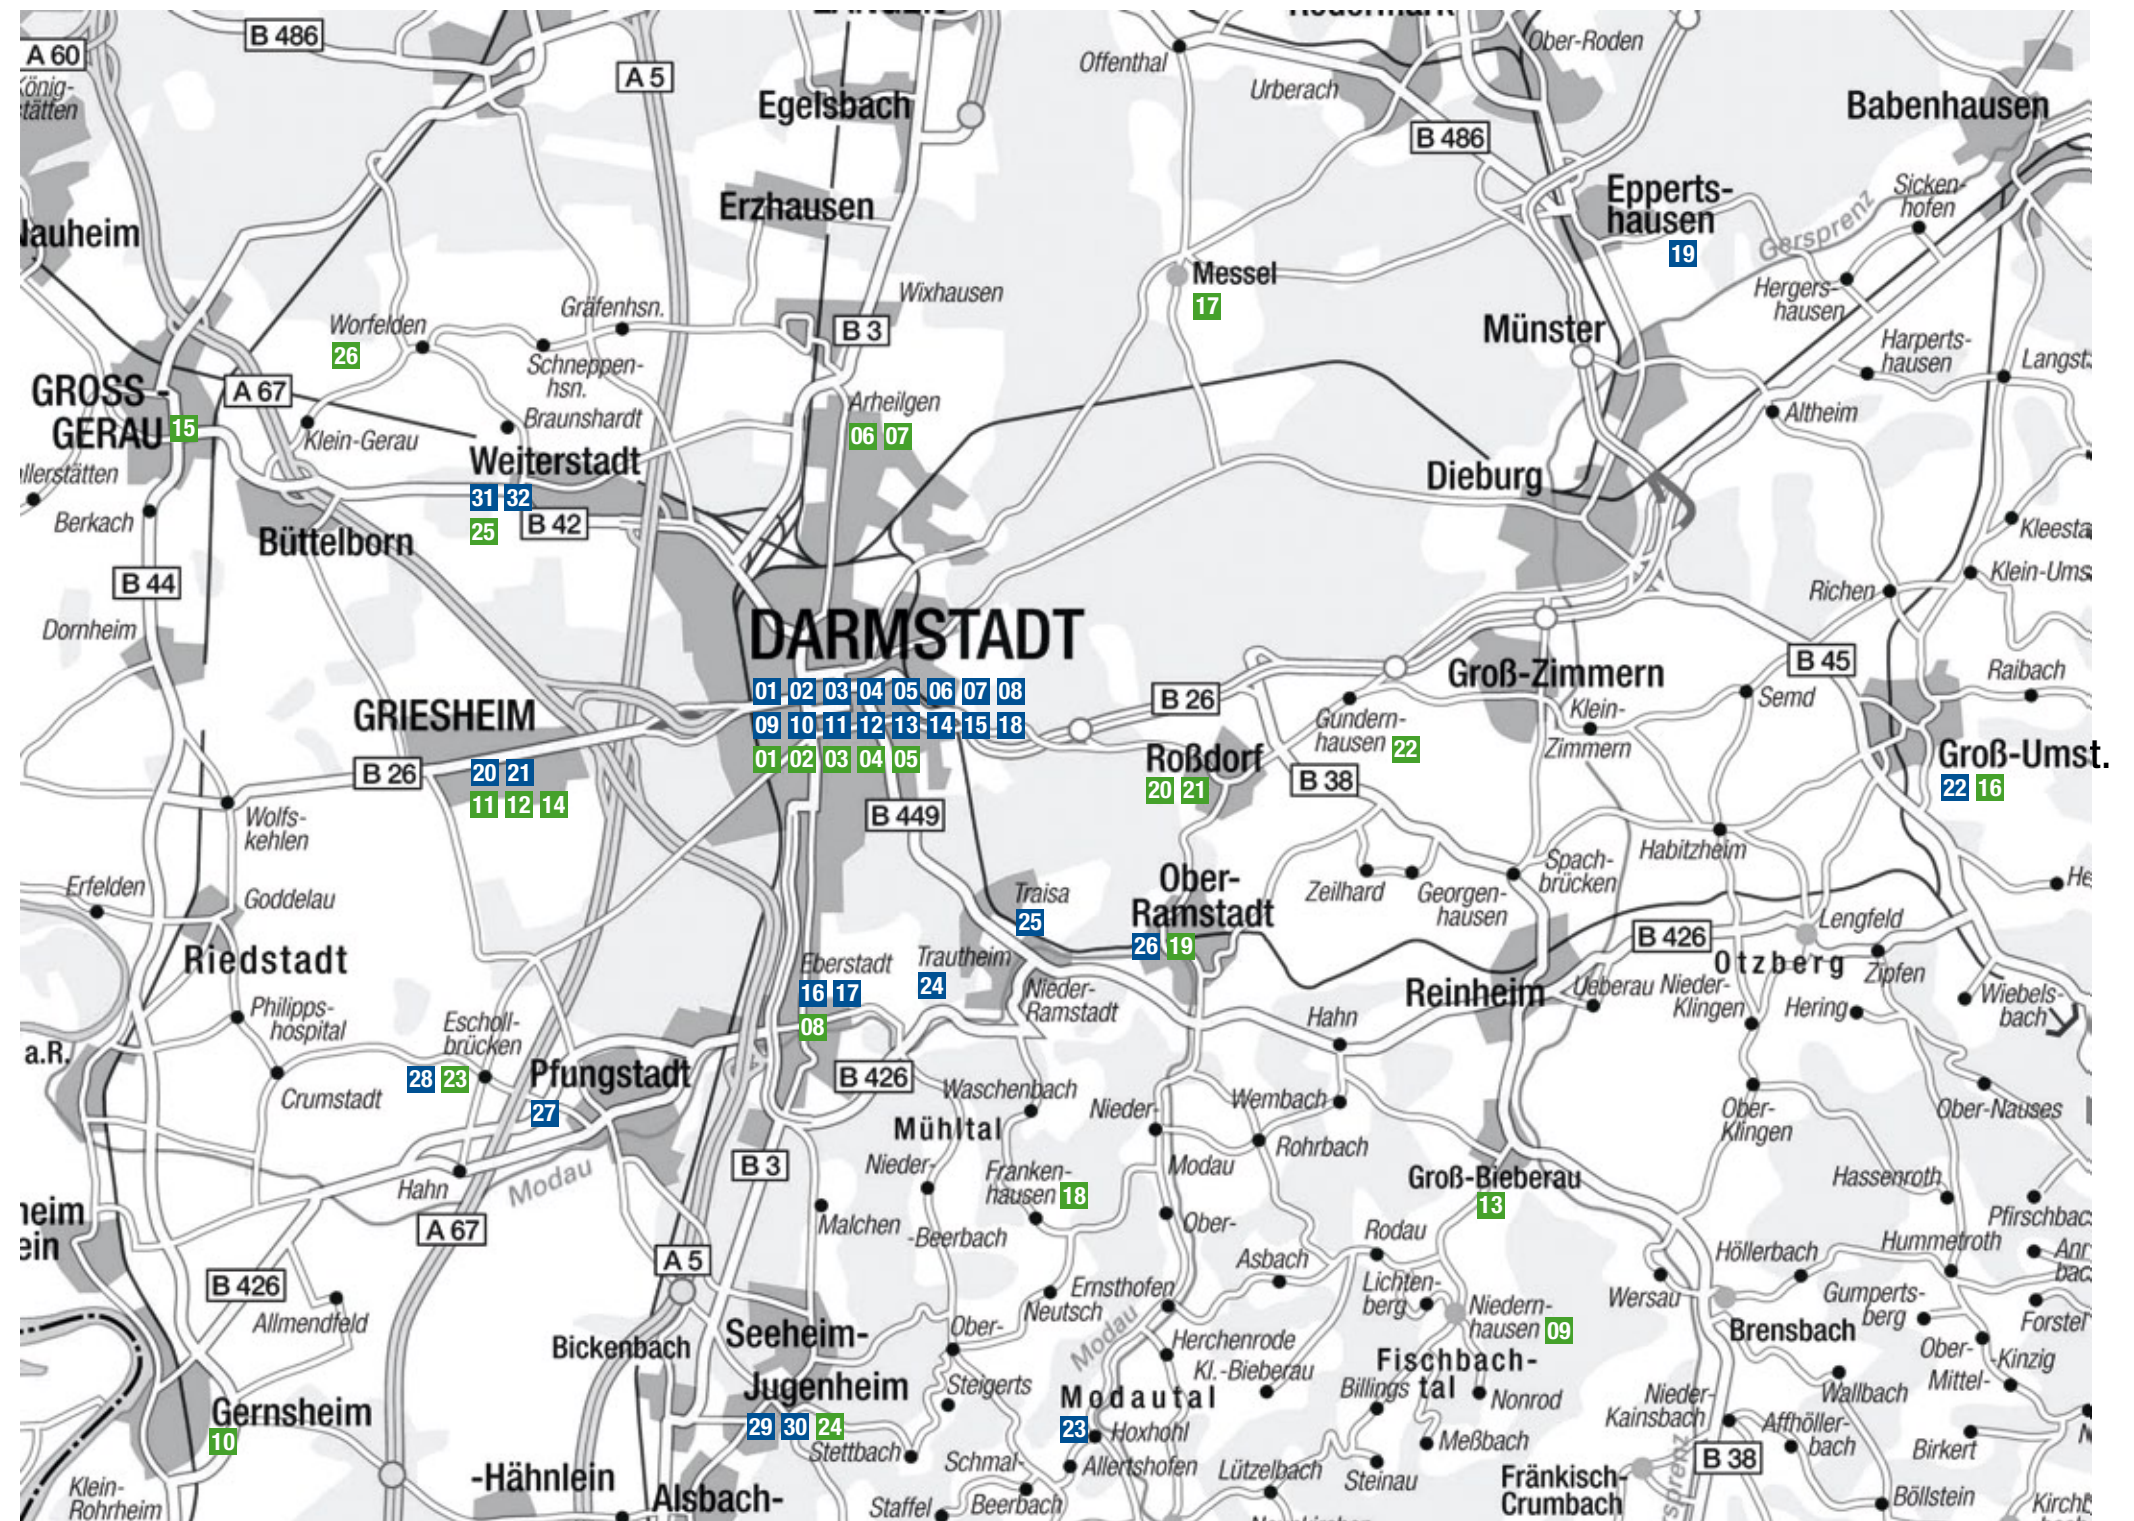 B 486
A 60
A 5
König-
stätten
Offenthal
Urberach
Ober-Roden
Egelsbach
B 486
Babenhausen
Erzhausen
Epperts-
hausen
19
Sicken-
hofen
Gersprenz
Nauheim
Messel
17
Hergers-
hausen
Wixhausen
Gräfenhsn.
Worfelden
26
B 3
Münster
Schneppen-
hsn.
Harperts-
hausen
Langst.
GROSS -
GERAU
15
A 67
Arheilgen
06 07
Braunshardt
Klein-Gerau
Altheim
Weiterstadt
31 32
25
B 42
Dieburg
Berkach
Büttelborn
Kleesta
Klein-Ums
Richen
B 44
Dornheim
DARMSTADT
01 02 03 04 05 06 07 08
09 10 11 12 13 14 15 18
01 02 03 04 05
B 45
Raibach
Groß-Zimmern
Semd
B 26
GRIESHEIM
Gundern-
hausen
22
Klein-
Zimmern
Roßdorf
20 21
Groß-Umst.
22 16
B 26
20 21
11 12 14
B 38
B 449
Wolfs-
kehlen
Habitzheim
Spach-
brücken
Zeilhard
Georgen-
hausen
Erfelden
Goddelau
Traisa
25
Ober-
Ramstadt
26 19
Lengfeld
B 426
Otzberg
Zipfen
Riedstadt
Eberstadt
16 17
08
Trautheim
24
Nieder-
Ramstadt
Reinheim
Ueberau
Nieder-
Klingen
Hering
Wiebels-
bach
Philipps-
hospital
Escholl-
brücken
28 23
Hahn
a.R.
Pfungstadt
27
B 426
Crumstadt
Waschenbach
Nieder-
Modau
Wembach
Rohrbach
Ober-
Klingen
Ober-Nauses
Mühltal
B 3
Nieder-
-Beerbach
Franken-
hausen
18
Hahn
Modau
Groß-Bieberau
13
Hassenroth
A 67
Malchen
Ober-
Rodau
Asbach
A 5
B 426
Höllerbach
Hummetroth
Allmendfeld
Neutsch
Ernsthofen
Lichten-
berg
Niedern-
hausen
09
Wersau
Gumperts-
berg
Forstel
Modau
Bickenbach
Seeheim-
Jugenheim
29 30 24
Ober-
Herchenrode
Kl.-Bieberau
Fischbach-
tal
Brensbach
Ober-
-Kinzig
Mittel-
Steigerts
Modautal
23
Hoxhohl
Billings
Nonrod
Wallbach
Gernsheim
10
Nieder-
Kainsbach
Affhöller-
bach
Stettbach
Meßbach
Birkert
Schmal-
Beerbach
Allertshofen
Lützelbach
Steinau
B 38
-Hähnlein
Alsbach-
Fränkisch-
Crumbach
Klein-
Rohrheim
Staffel
Böllstein